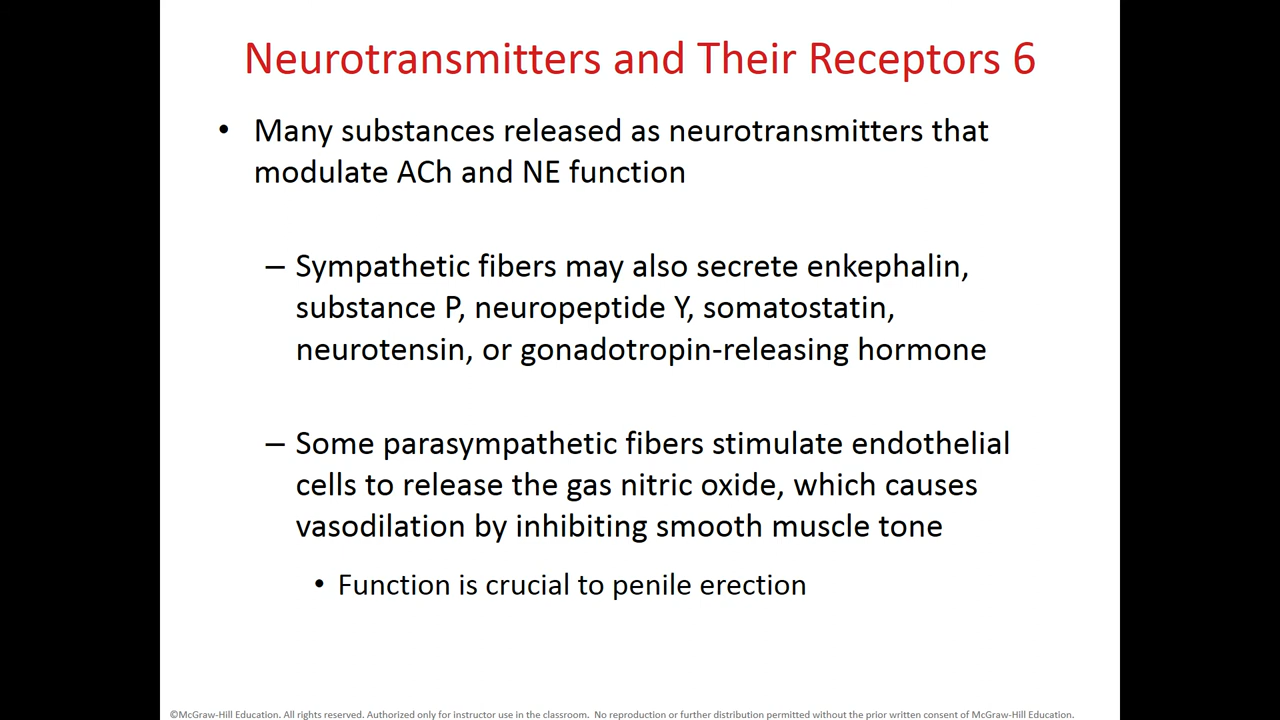 Neurotransmitters and Their Receptors 6
• Many substances released as neurotransmitters that
modulate ACh and NE function
– Sympathetic fibers may also secrete enkephalin,
substance P, neuropeptide Y, somatostatin,
neurotensin, or gonadotropin-releasing hormone
– Some parasympathetic fibers stimulate endothelial
cells to release the gas nitric oxide, which causes
vasodilation by inhibiting smooth muscle tone
• Function is crucial to penile erection
©McGraw-Hill Education. All rights reserved. Authorized only for instructor use in the classroom. No reproduction or further distribution permitted without the prior written consent of McGraw-Hill Education.